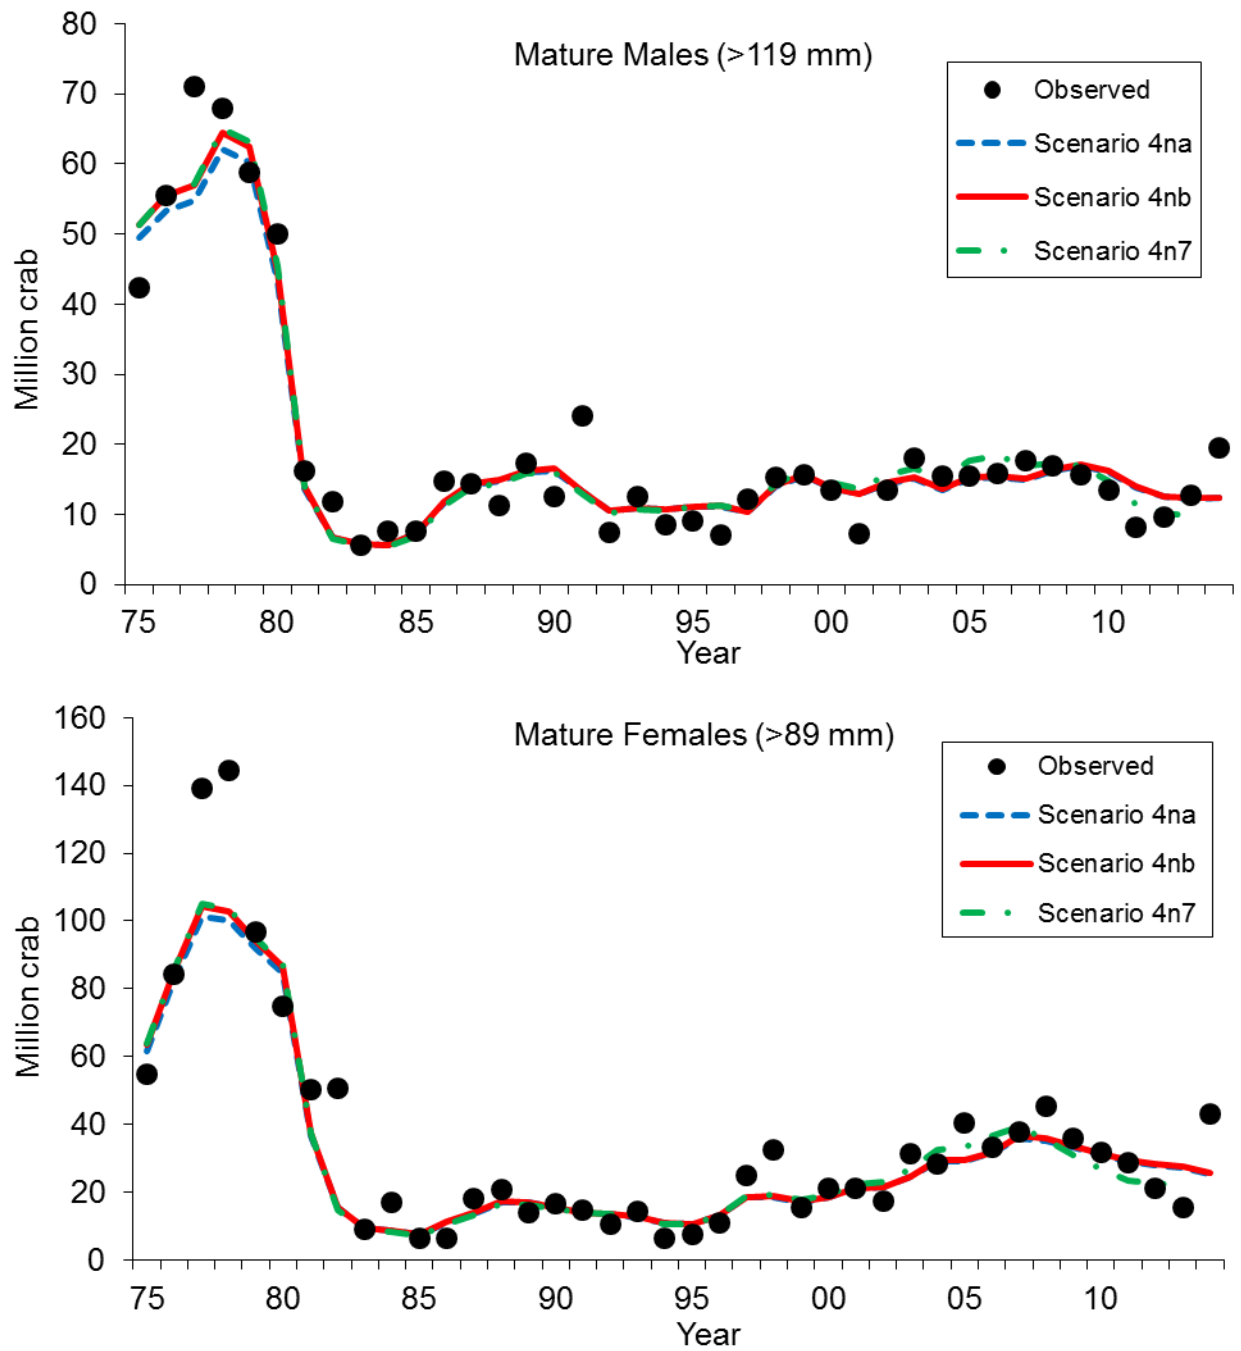 Mature Males (>119 mm)
80
70
60
50
40
30
20
10
0
Million crab
Observed
Scenario 4na
Scenario 4nb
Scenario 4n7
75 80 85 90 95 00 05 10
Year
Mature Females (>89 mm)
160
140
120
100
80
60
40
20
0
Million crab
Observed
Scenario 4na
Scenario 4nb
Scenario 4n7
75 80 85 90 95 00 05 10
Year